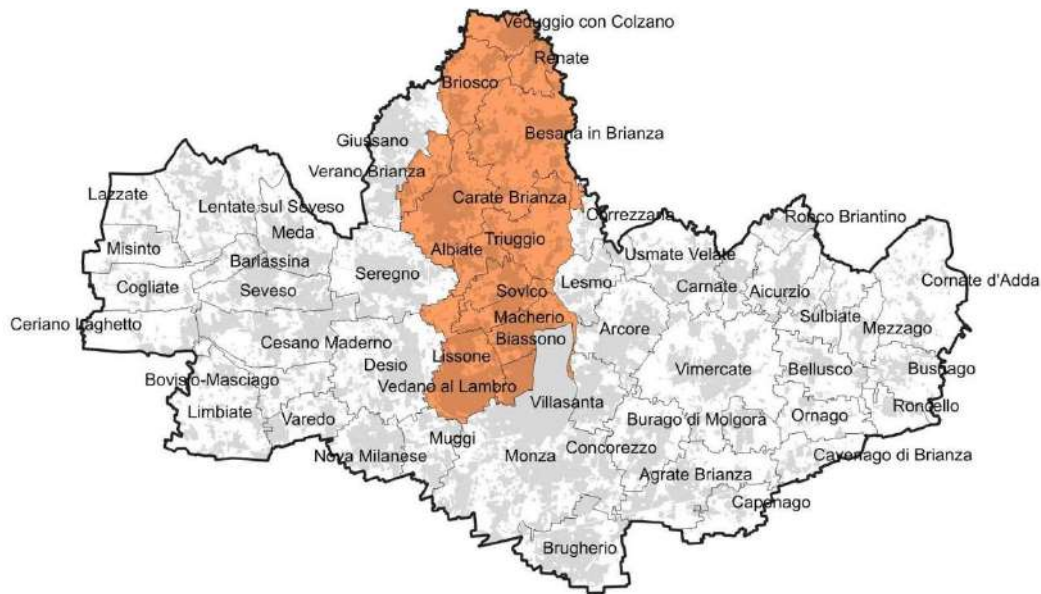 Veduggio con Colzano
Renate
Briosco
Besana in Brianza
Giussano
Verano Brianza
Carate Brianza
Lazzate
Lentate sul Seveso
Correzzana
Ronco Briantino
Meda
Misinto
Albiate
Triuggio
Usmate Velate
Barlassina
Seregno
Cogliate
Seveso
Sovico
Lesmo
Carnate
Aicurzio
Cornate d'Adda
Ceriano Laghetto
Macherio
Sulbiate
Cesano Maderno
Biassono
Arcore
Mezzago
Lissone
Desio
Bovisio-Masciago
Vedano al Lambro
Vimercate
Bellusco
Busnago
Limbiate
Villasanta
Roncello
Varedo
Burago di Molgora
Ornago
Muggi
Nova Milanese
Monza
Concorezzo
Cavenago di Brianza
Agrate Brianza
Capenago
Brugherio